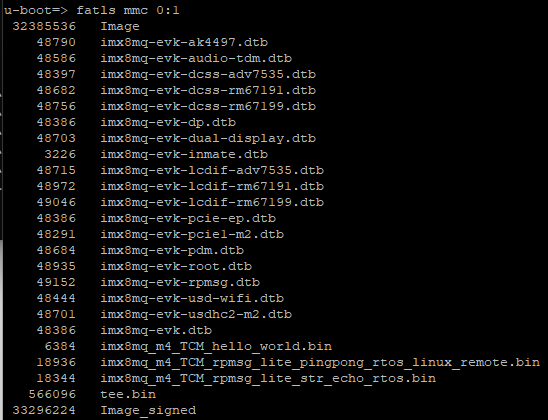 u-boot=> fatls mmc 0:1
32385536   Image
48790   imx8mq-evk-ak4497.dtb
48586   imx8mq-evk-audio-tdm.dtb
48397   imx8mq-evk-dcss-adv7535.dtb
48682   imx8mq-evk-dcss-rm67191.dtb
48756   imx8mq-evk-dcss-rm67199.dtb
48386   imx8mq-evk-dp.dtb
48703   imx8mq-evk-dual-display.dtb
3226   imx8mq-evk-inmate.dtb
48715   imx8mq-evk-lcdif-adv7535.dtb
48972   imx8mq-evk-lcdif-rm67191.dtb
49046   imx8mq-evk-lcdif-rm67199.dtb
48386   imx8mq-evk-pcie-ep.dtb
48291   imx8mq-evk-pcie1-m2.dtb
48684   imx8mq-evk-pdm.dtb
48935   imx8mq-evk-root.dtb
49152   imx8mq-evk-rpmsg.dtb
48444   imx8mq-evk-usd-wifi.dtb
48701   imx8mq-evk-usdhc2-m2.dtb
48386   imx8mq-evk.dtb
6384   imx8mq_m4_TCM_hello_world.bin
18936   imx8mq_m4_TCM_rpmsg_lite_pingpong_rtos_linux_remote.bin
18344   imx8mq_m4_TCM_rpmsg_lite_str_echo_rtos.bin
566096   tee.bin
33296224   Image_signed